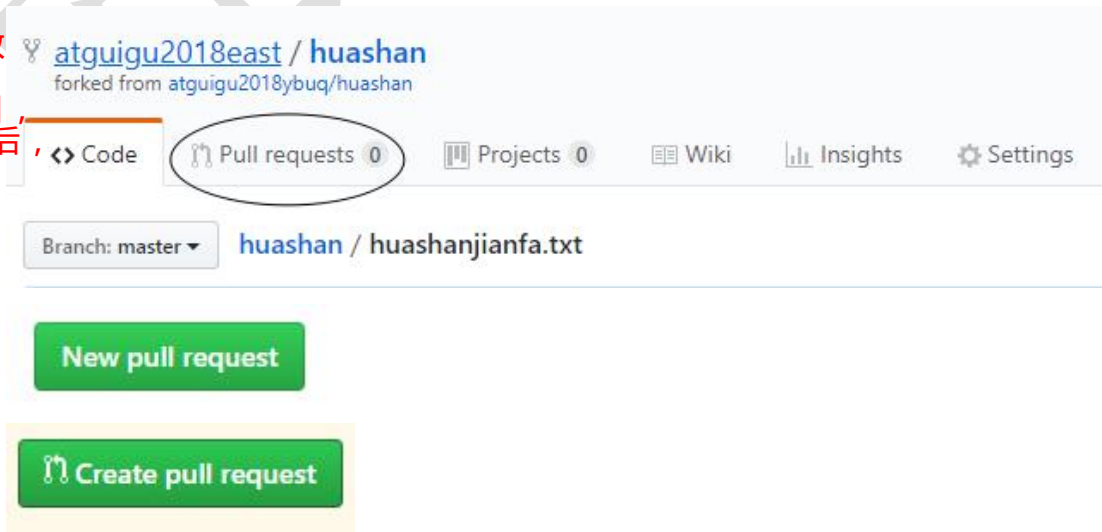 atguigu2018east / huashan
forked from atguigu2018ybuq/huashan
后，
<> Code Pull requests 0 Projects 0 Wiki Insights Settings
Branch: master huashan / huashanjianfa.txt
New pull request
Create pull request